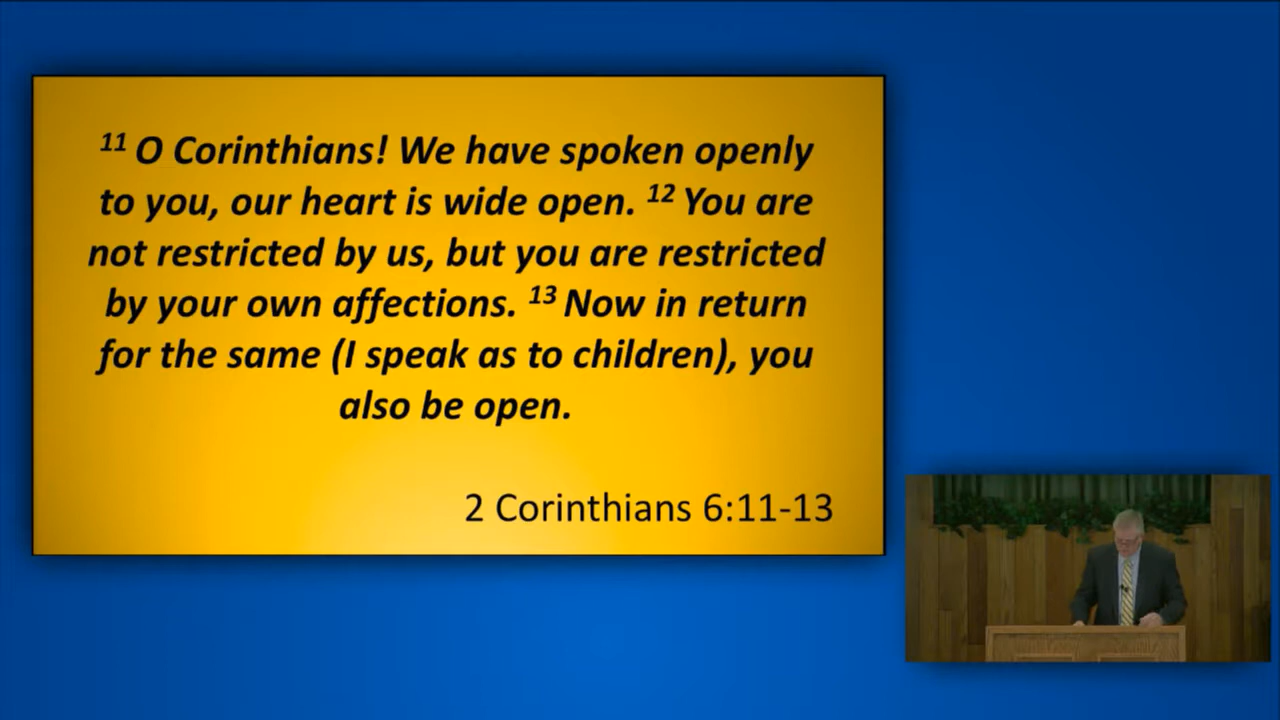 11 O Corinthians! We have spoken openly
to you, our heart is wide open. 12 You are
not restricted by us, but you are restricted
by your own affections. 13 Now in return
for the same (I speak as to children), you
also be open.
2 Corinthians 6:11-13